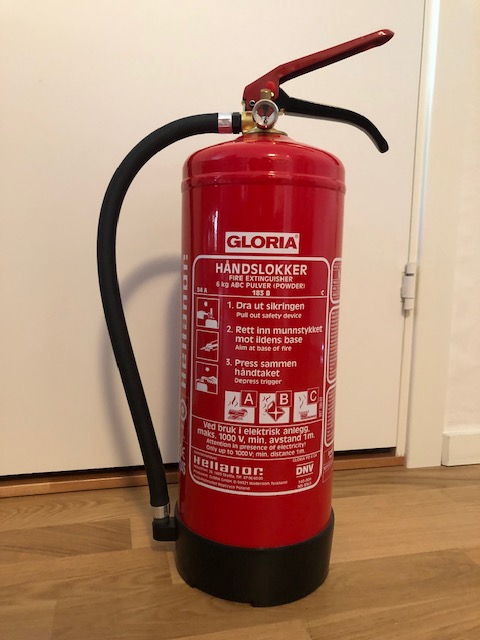 GLORIA
HÅNDSLOKKER
FIRE EXTINGUISHER
6 kg ABC PULVER (POWDER)
34 A 183 B C
1. Dra ut sikringen
Pull out safety device
2. Rett inn munnstykket
mot ildens base
Aim at base of fire
3. Press sammen
håndtaket
Depress trigger
A B C
Ved bruk i elektrisk anlegg,
maks. 1000 V, min. avstand 1m.
Attention in presence of electricity!
Only up to 1000 V; min. distance 1m.
Hellanor
DNV
Hellanor